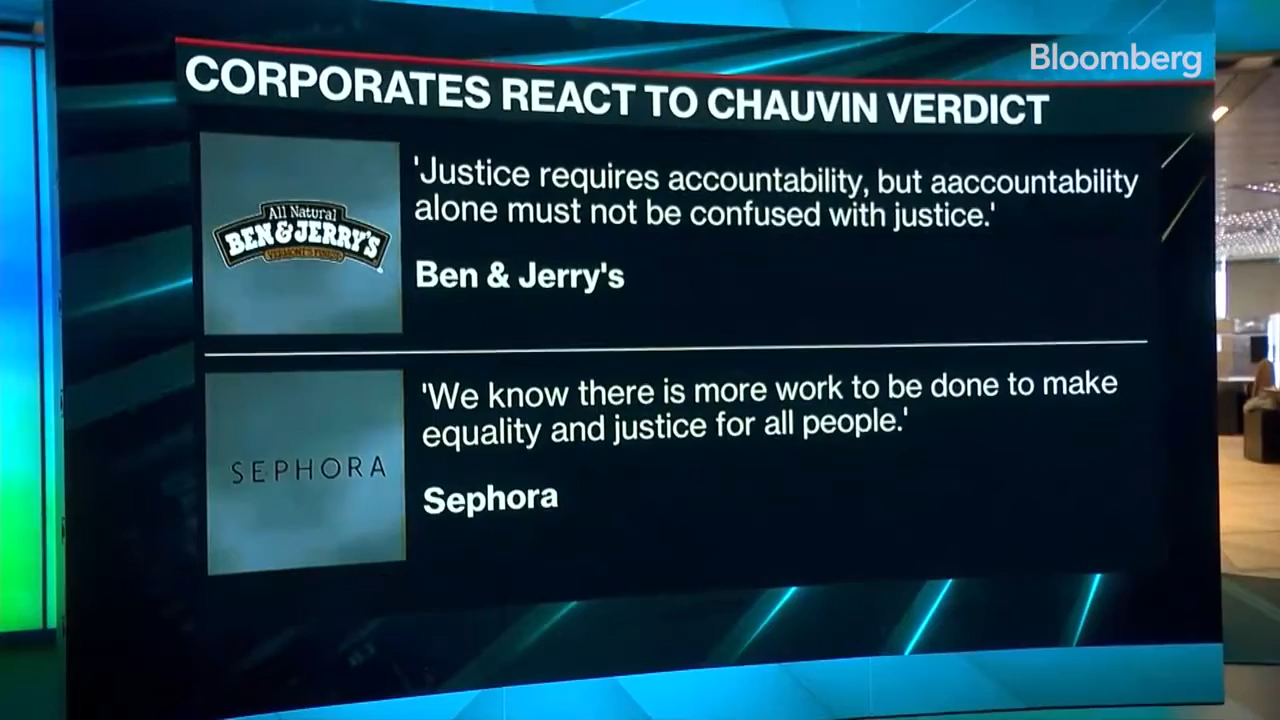 Bloomberg
CORPORATES REACT TO CHAUVIN VERDICT
All Natural
BEN & JERRY'S
VERMONT'S FINEST
'Justice requires accountability, but aaccountability
alone must not be confused with justice.'
Ben & Jerry's
SEPHORA
'We know there is more work to be done to make
equality and justice for all people.'
Sephora